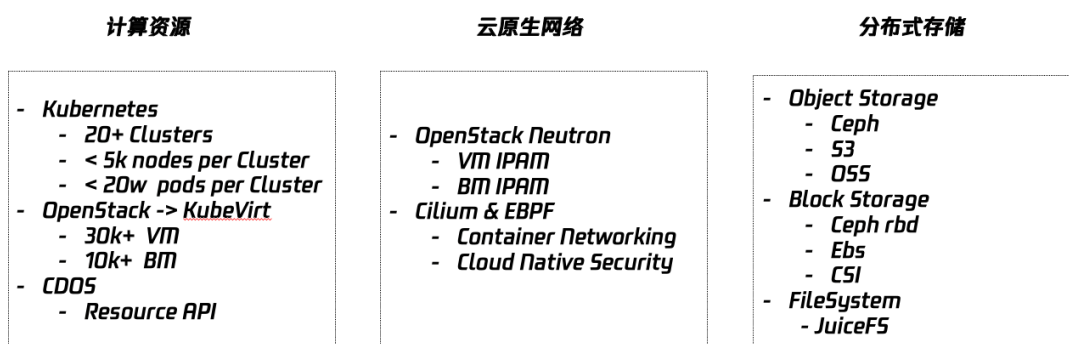 计算资源
- Kubernetes
- 20+ Clusters
- < 5k nodes per Cluster
- < 20w pods per Cluster
- OpenStack -> KubeVirt
- 30k+ VM
- 10k+ BM
- CDOS
- Resource API
云原生网络
- OpenStack Neutron
- VM IPAM
- BM IPAM
- Cilium & EBPF
- Container Networking
- Cloud Native Security
分布式存储
- Object Storage
- Ceph
- S3
- OSS
- Block Storage
- Ceph rbd
- Ebs
- CSI
- FileSystem
- JuiceFS